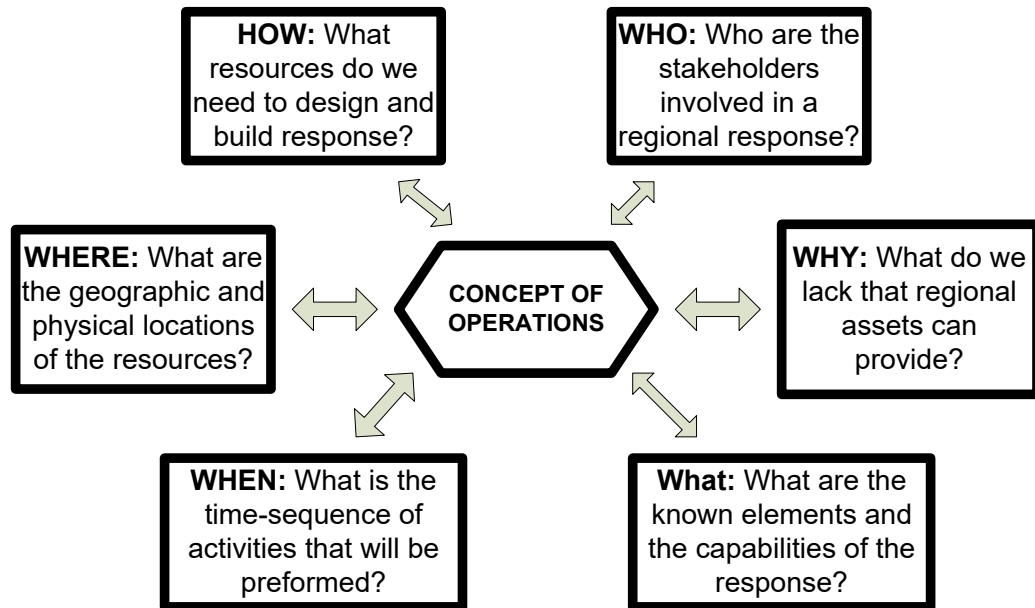 HOW: What
resources do we
need to design and
build response?
WHO: Who are the
stakeholders
involved in a
regional response?
WHERE: What are
the geographic and
physical locations
of the resources?
CONCEPT OF
OPERATIONS
WHY: What do we
lack that regional
assets can
provide?
WHEN: What is the
time-sequence of
activities that will be
preformed?
What: What are the
known elements and
the capabilities of the
response?